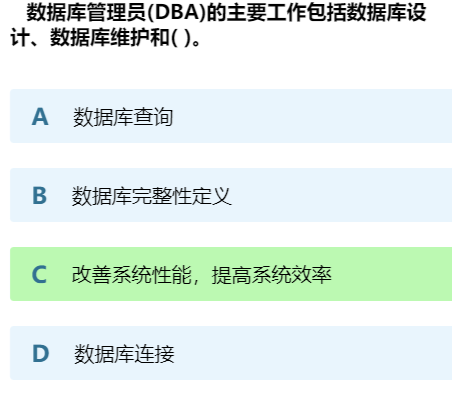 数据库管理员(DBA)的主要工作包括数据库设
计、数据库维护和( )。
A 数据库查询
B 数据库完整性定义
C 改善系统性能，提高系统效率
D 数据库连接